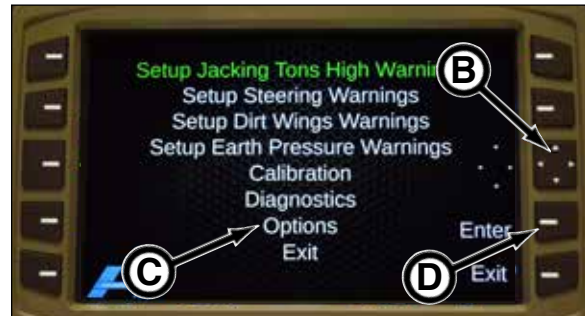 Setup Jacking Tons High Warnin
B
Setup Steering Warnings
Setup Dirt Wings Warnings
Setup Earth Pressure Warnings
Calibration
Diagnostics
Options
Enter
Exit
C
D
Exit